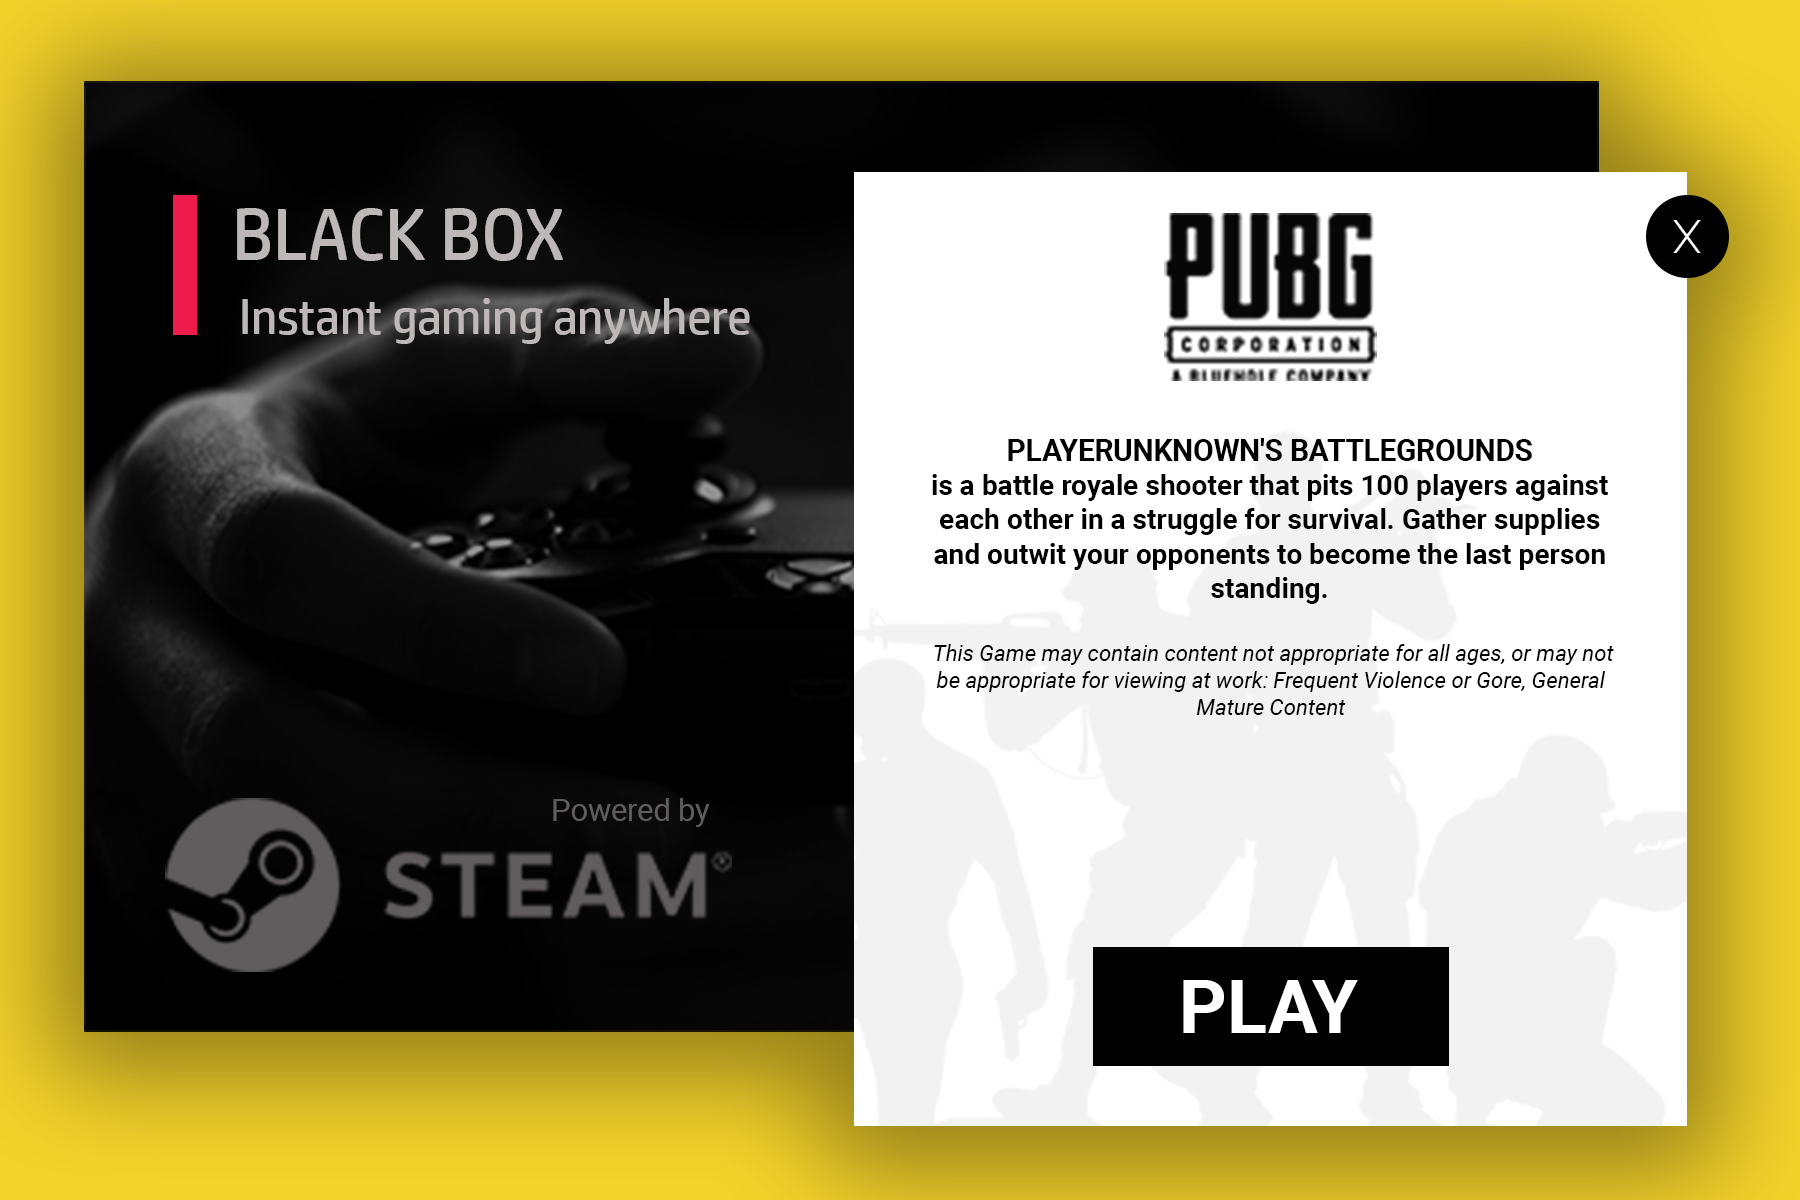 BLACK BOX
Instant gaming anywhere
Powered by
STEAM®
PUBG
CORPORATION
A BLUEHOLE COMPANY
X
PLAYERUNKNOWN'S BATTLEGROUNDS
is a battle royale shooter that pits 100 players against
each other in a struggle for survival. Gather supplies
and outwit your opponents to become the last person
standing.
This Game may contain content not appropriate for all ages, or may not
be appropriate for viewing at work: Frequent Violence or Gore, General
Mature Content
PLAY